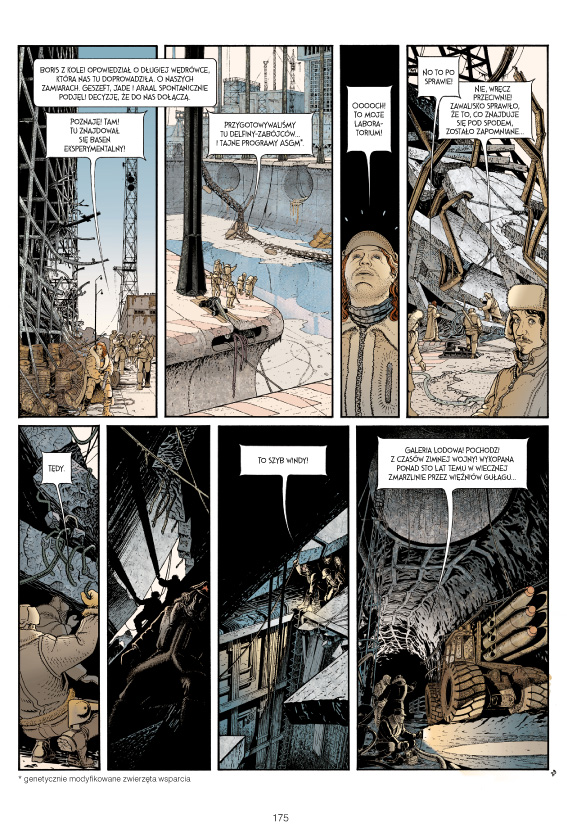 BORIS Z KOLEI OPOWIEDZIAŁ O DŁUGIEJ WĘDRÓWCE,
KTÓRA NAS TU DOPROWADZIŁA. O NASZYCH
ZAMIARACH. GESZEFT, JADE I ARAAL SPONTANICZNIE
PODJĘLI DECYZJĘ, ŻE DO NAS DOŁĄCZĄ.
POZNAJĘ! TAM!
TU ZNAJDOWAŁ
SIĘ BASEN
EKSPERYMENTALNY!
PRZYGOTOWYWALIŚMY
TU DELFINY-ZABÓJCÓW...
I TAJNE PROGRAMY ASGM*.
OOOOCH!
TO MOJE
LABORA-
TORIUM!
NO TO PO
SPRAWIE!
NIE, WRĘCZ
PRZECIWNIE!
ZAWALISKO SPRAWIŁO,
ŻE TO, CO ZNAJDUJE
SIĘ POD SPODEM,
ZOSTAŁO ZAPOMNIANE...
TĘDY.
TO SZYB WINDY!
GALERIA LODOWA! POCHODZI
Z CZASÓW ZIMNEJ WOJNY! WYKOPANA
PONAD STO LAT TEMU W WIECZNEJ
ZMARZLINIE PRZEZ WIĘŹNIÓW GUŁAGU...
* genetycznie modyfikowane zwierzęta wsparcia
175